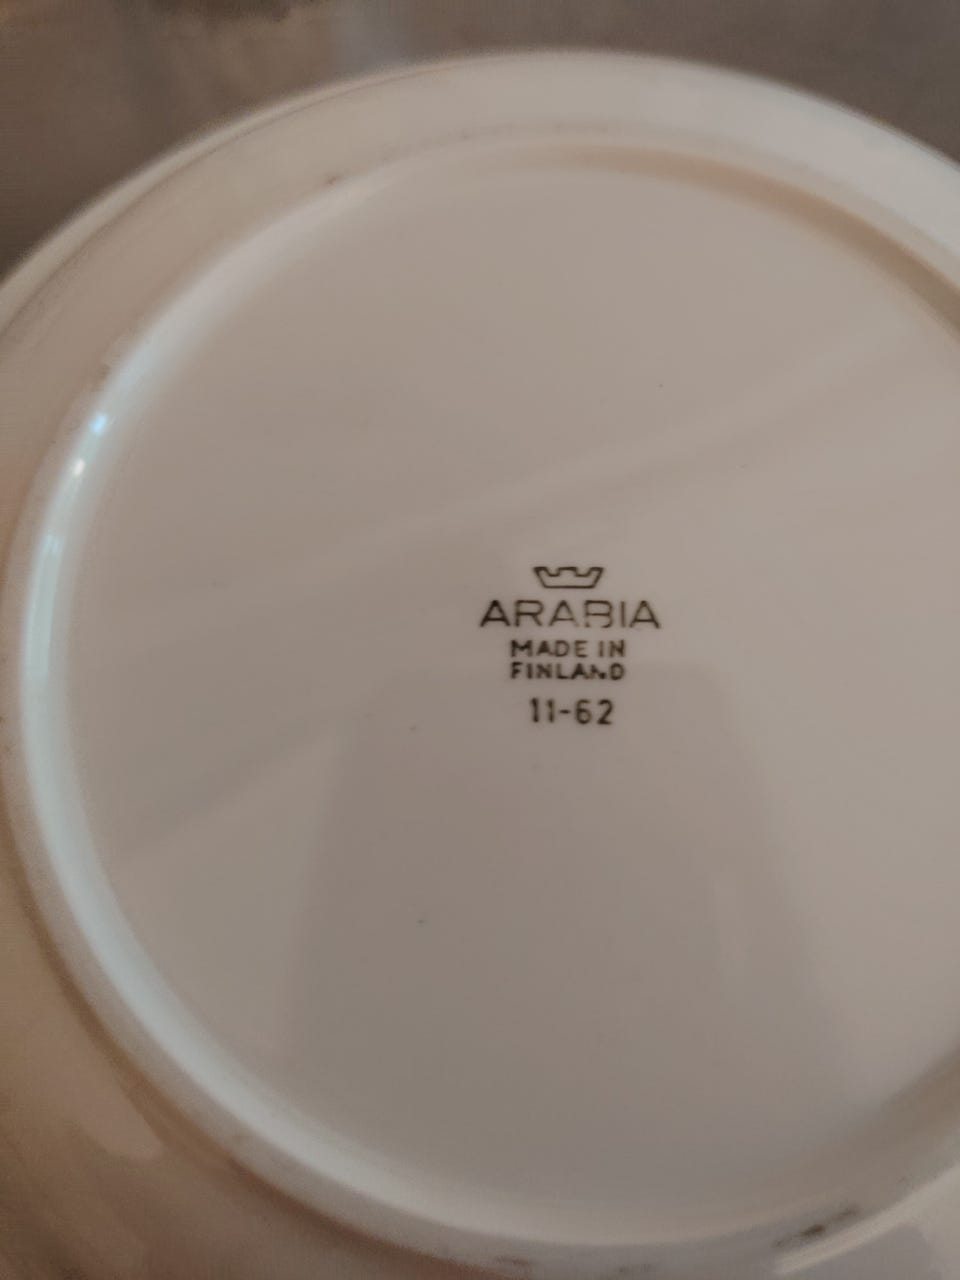 ARABIA
MADE IN
FINLAND
11-62